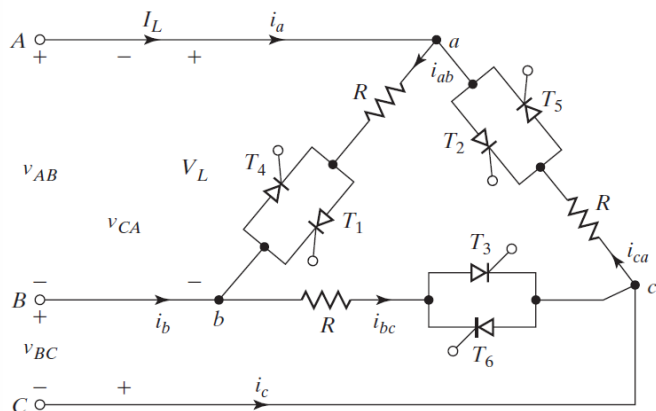 A I_L i_a a
+ − +
i_ab
R T_5
T_4 T_2
v_AB V_L
v_CA T_1 R
T_3 i_ca
− − c
B i_b b R i_bc
+ T_6
v_BC
− + i_c
C